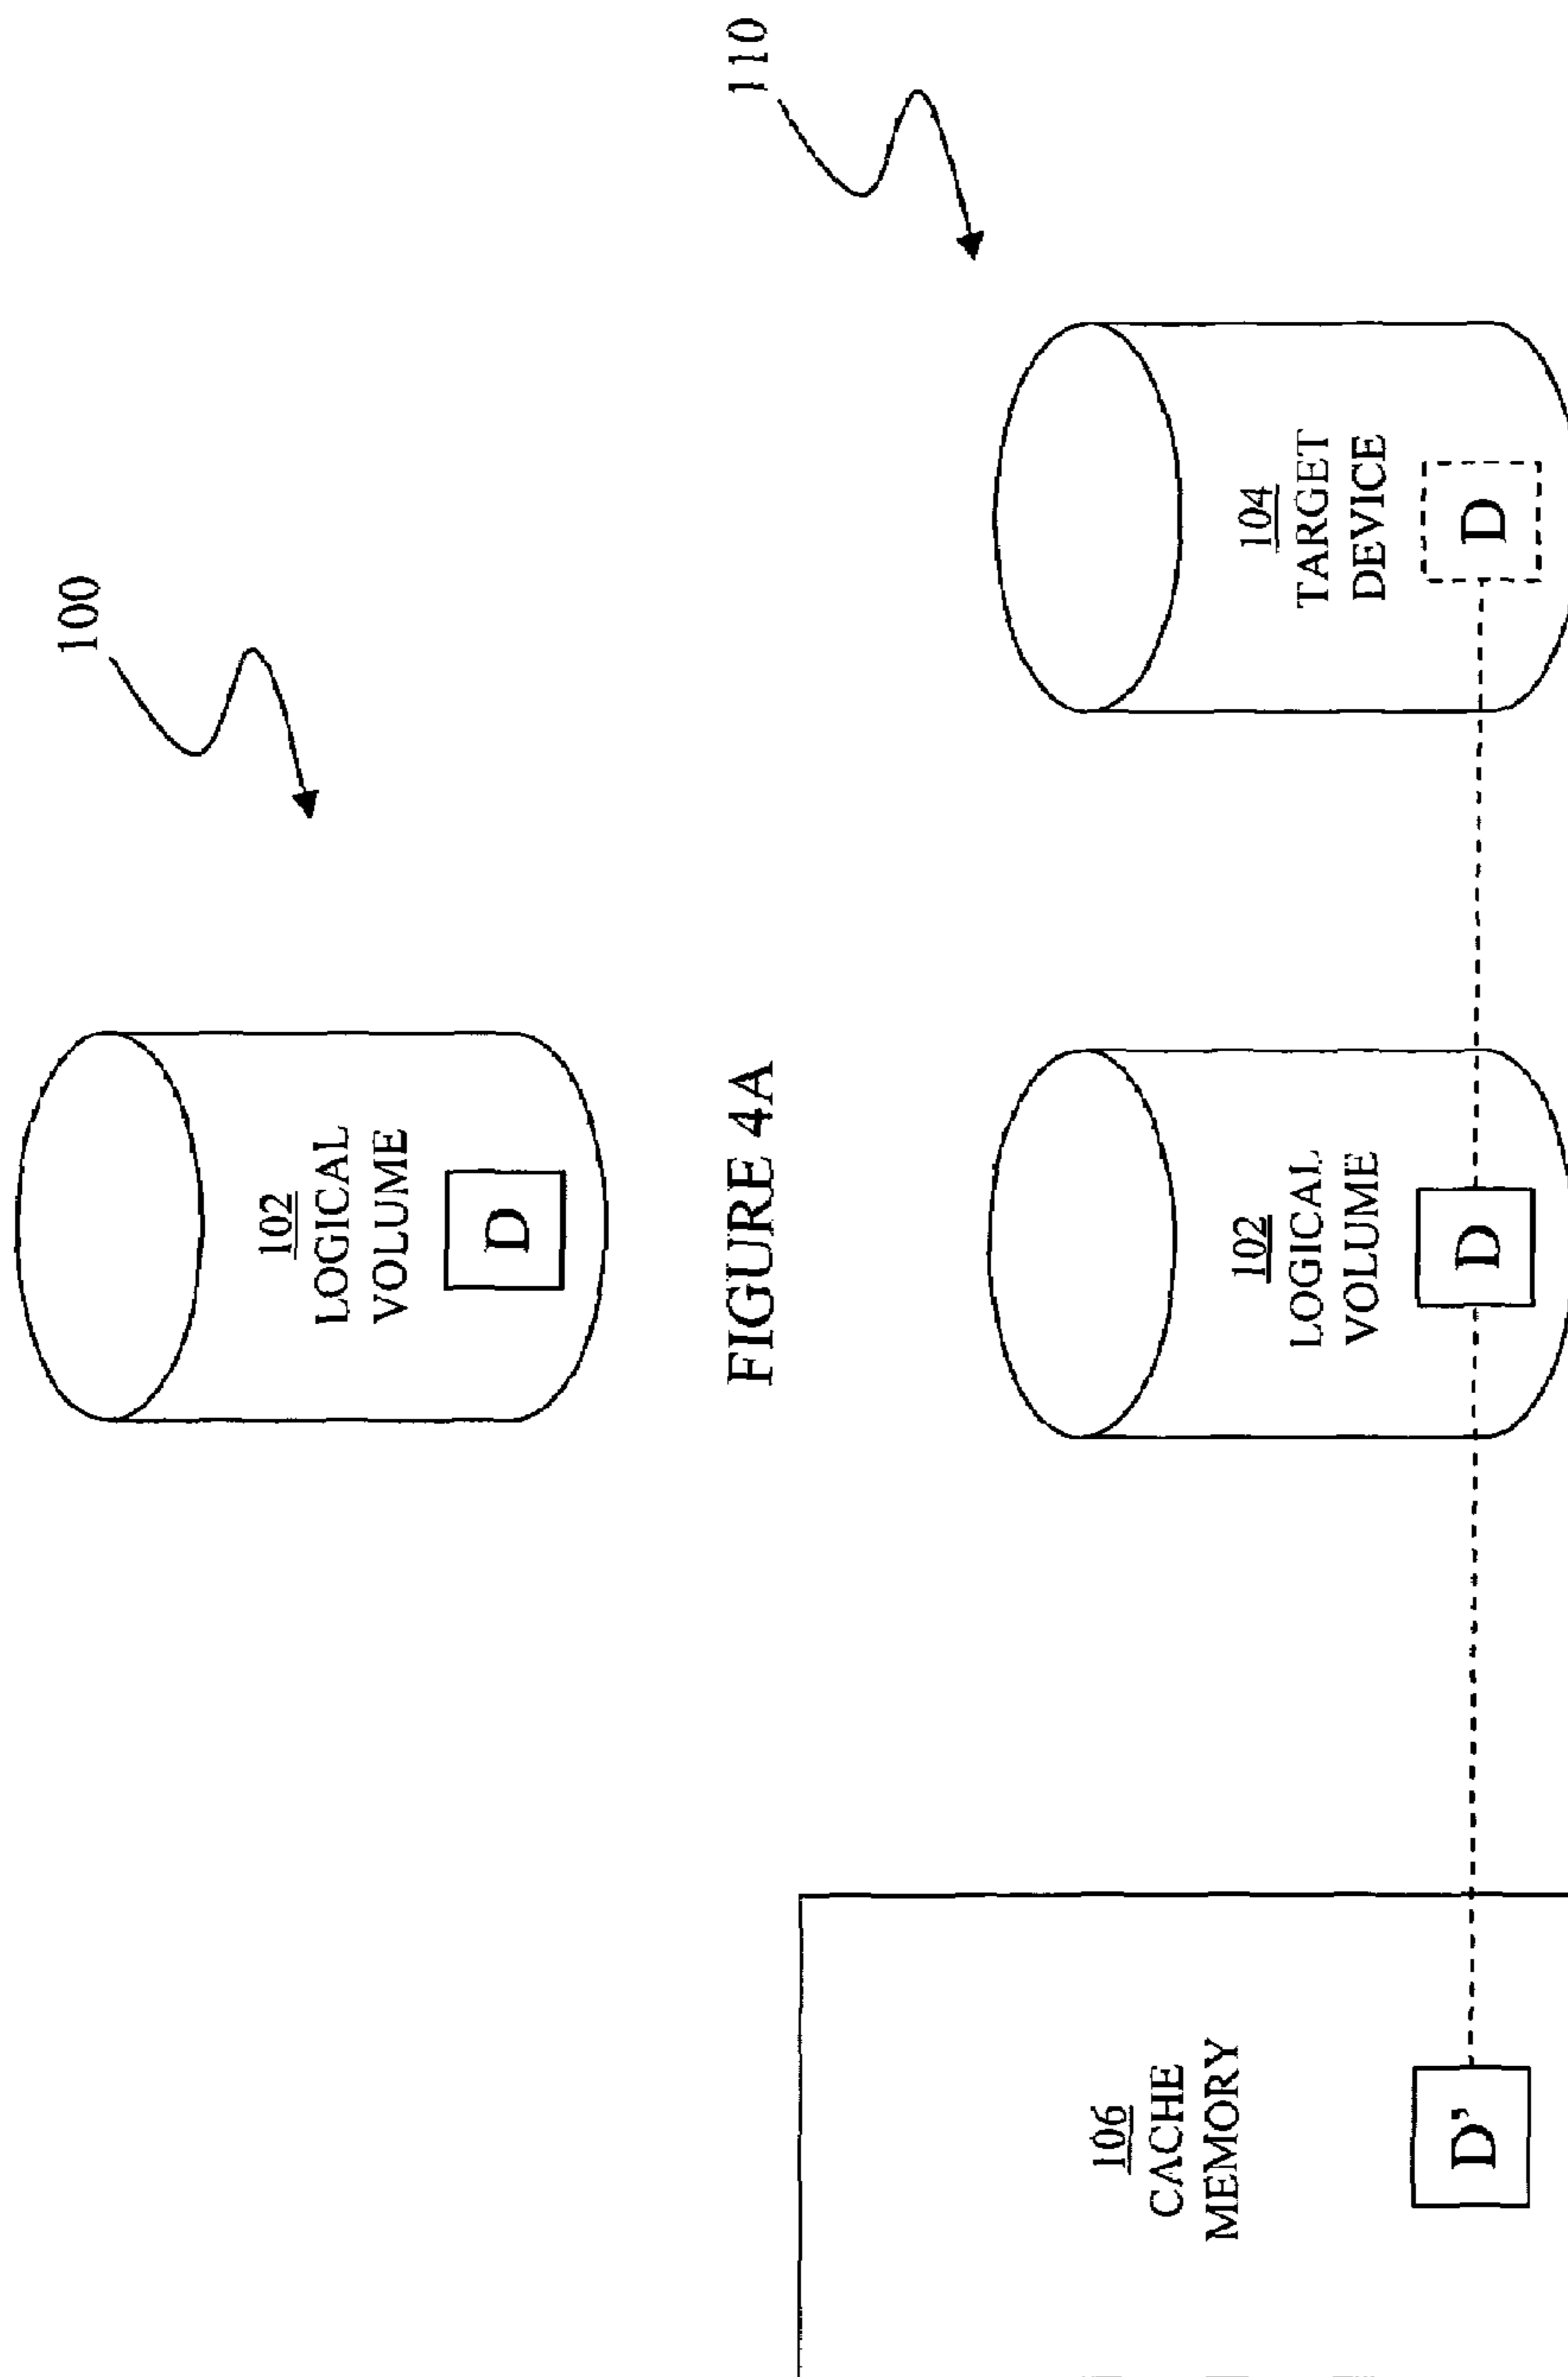 100
102
LOGICAL
VOLUME
D
FIGURE 4A
110
106
CACHE
MEMORY
D'
102
LOGICAL
VOLUME
D
104
TARGET
DEVICE
D